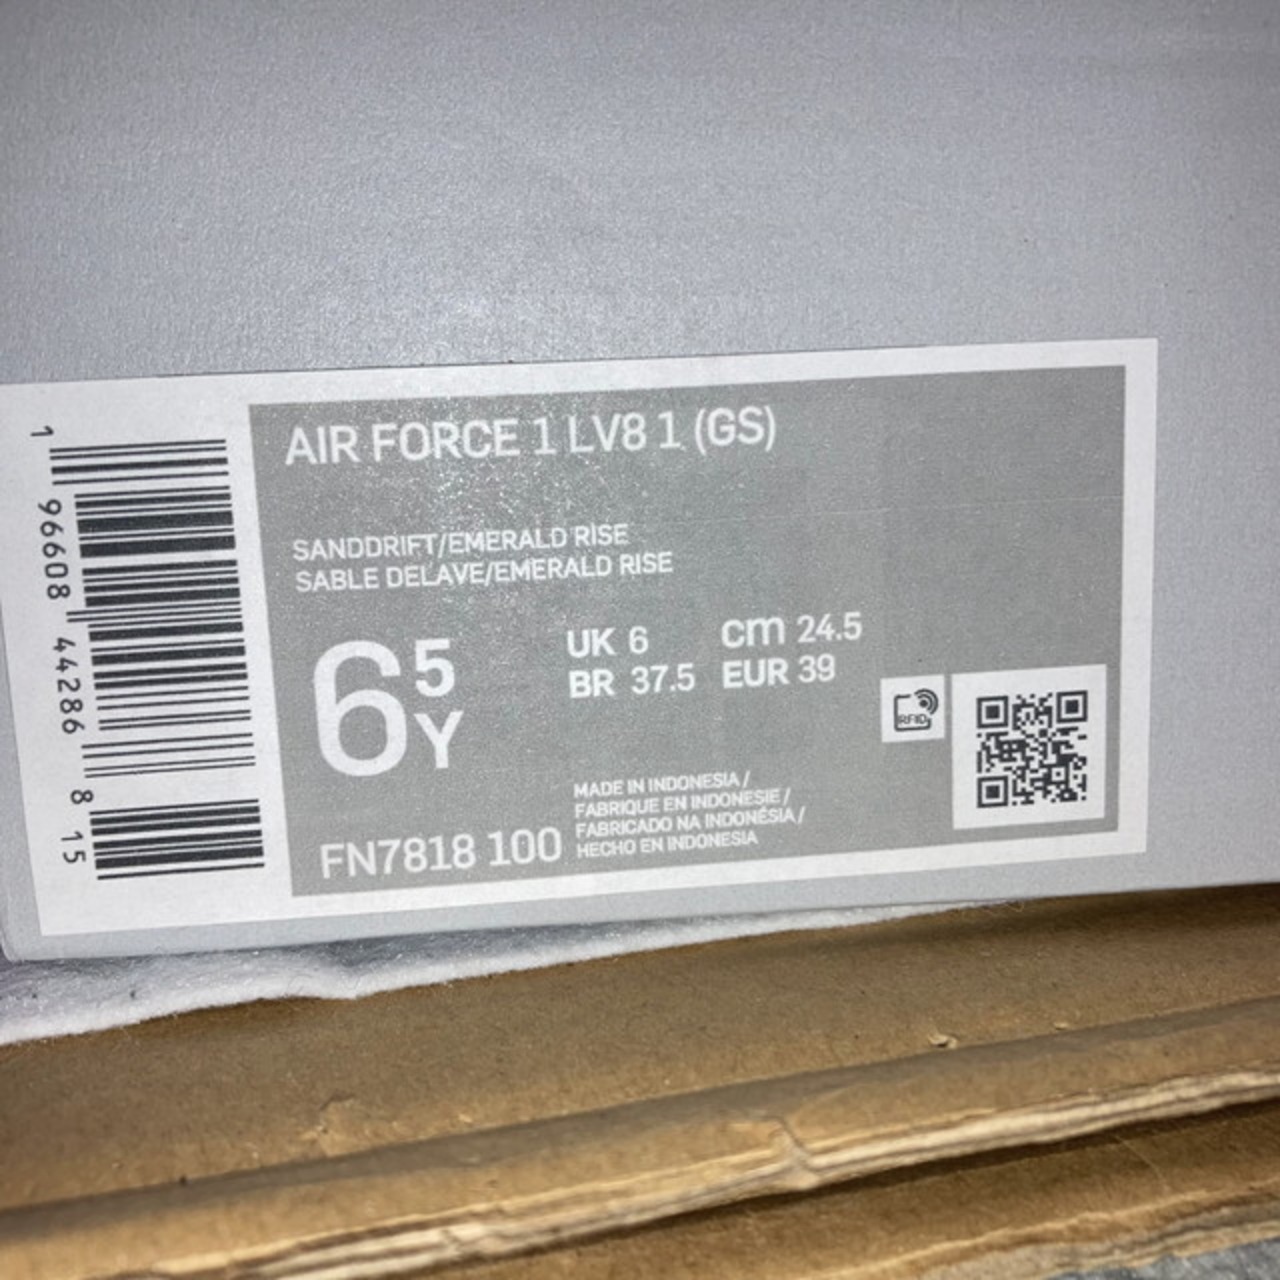 AIR FORCE 1 LV8 1 (GS)
SANDDRIFT/EMERALD RISE
SABLE DELAVE/EMERALD RISE
6 5 Y
UK 6 cm 24.5
BR 37.5 EUR 39
RFID
MADE IN INDONESIA /
FABRIQUE EN INDONESIE /
FABRICADO NA INDONÉSIA /
HECHO EN INDONESIA
FN7818 100
1 96608 44286 8 15